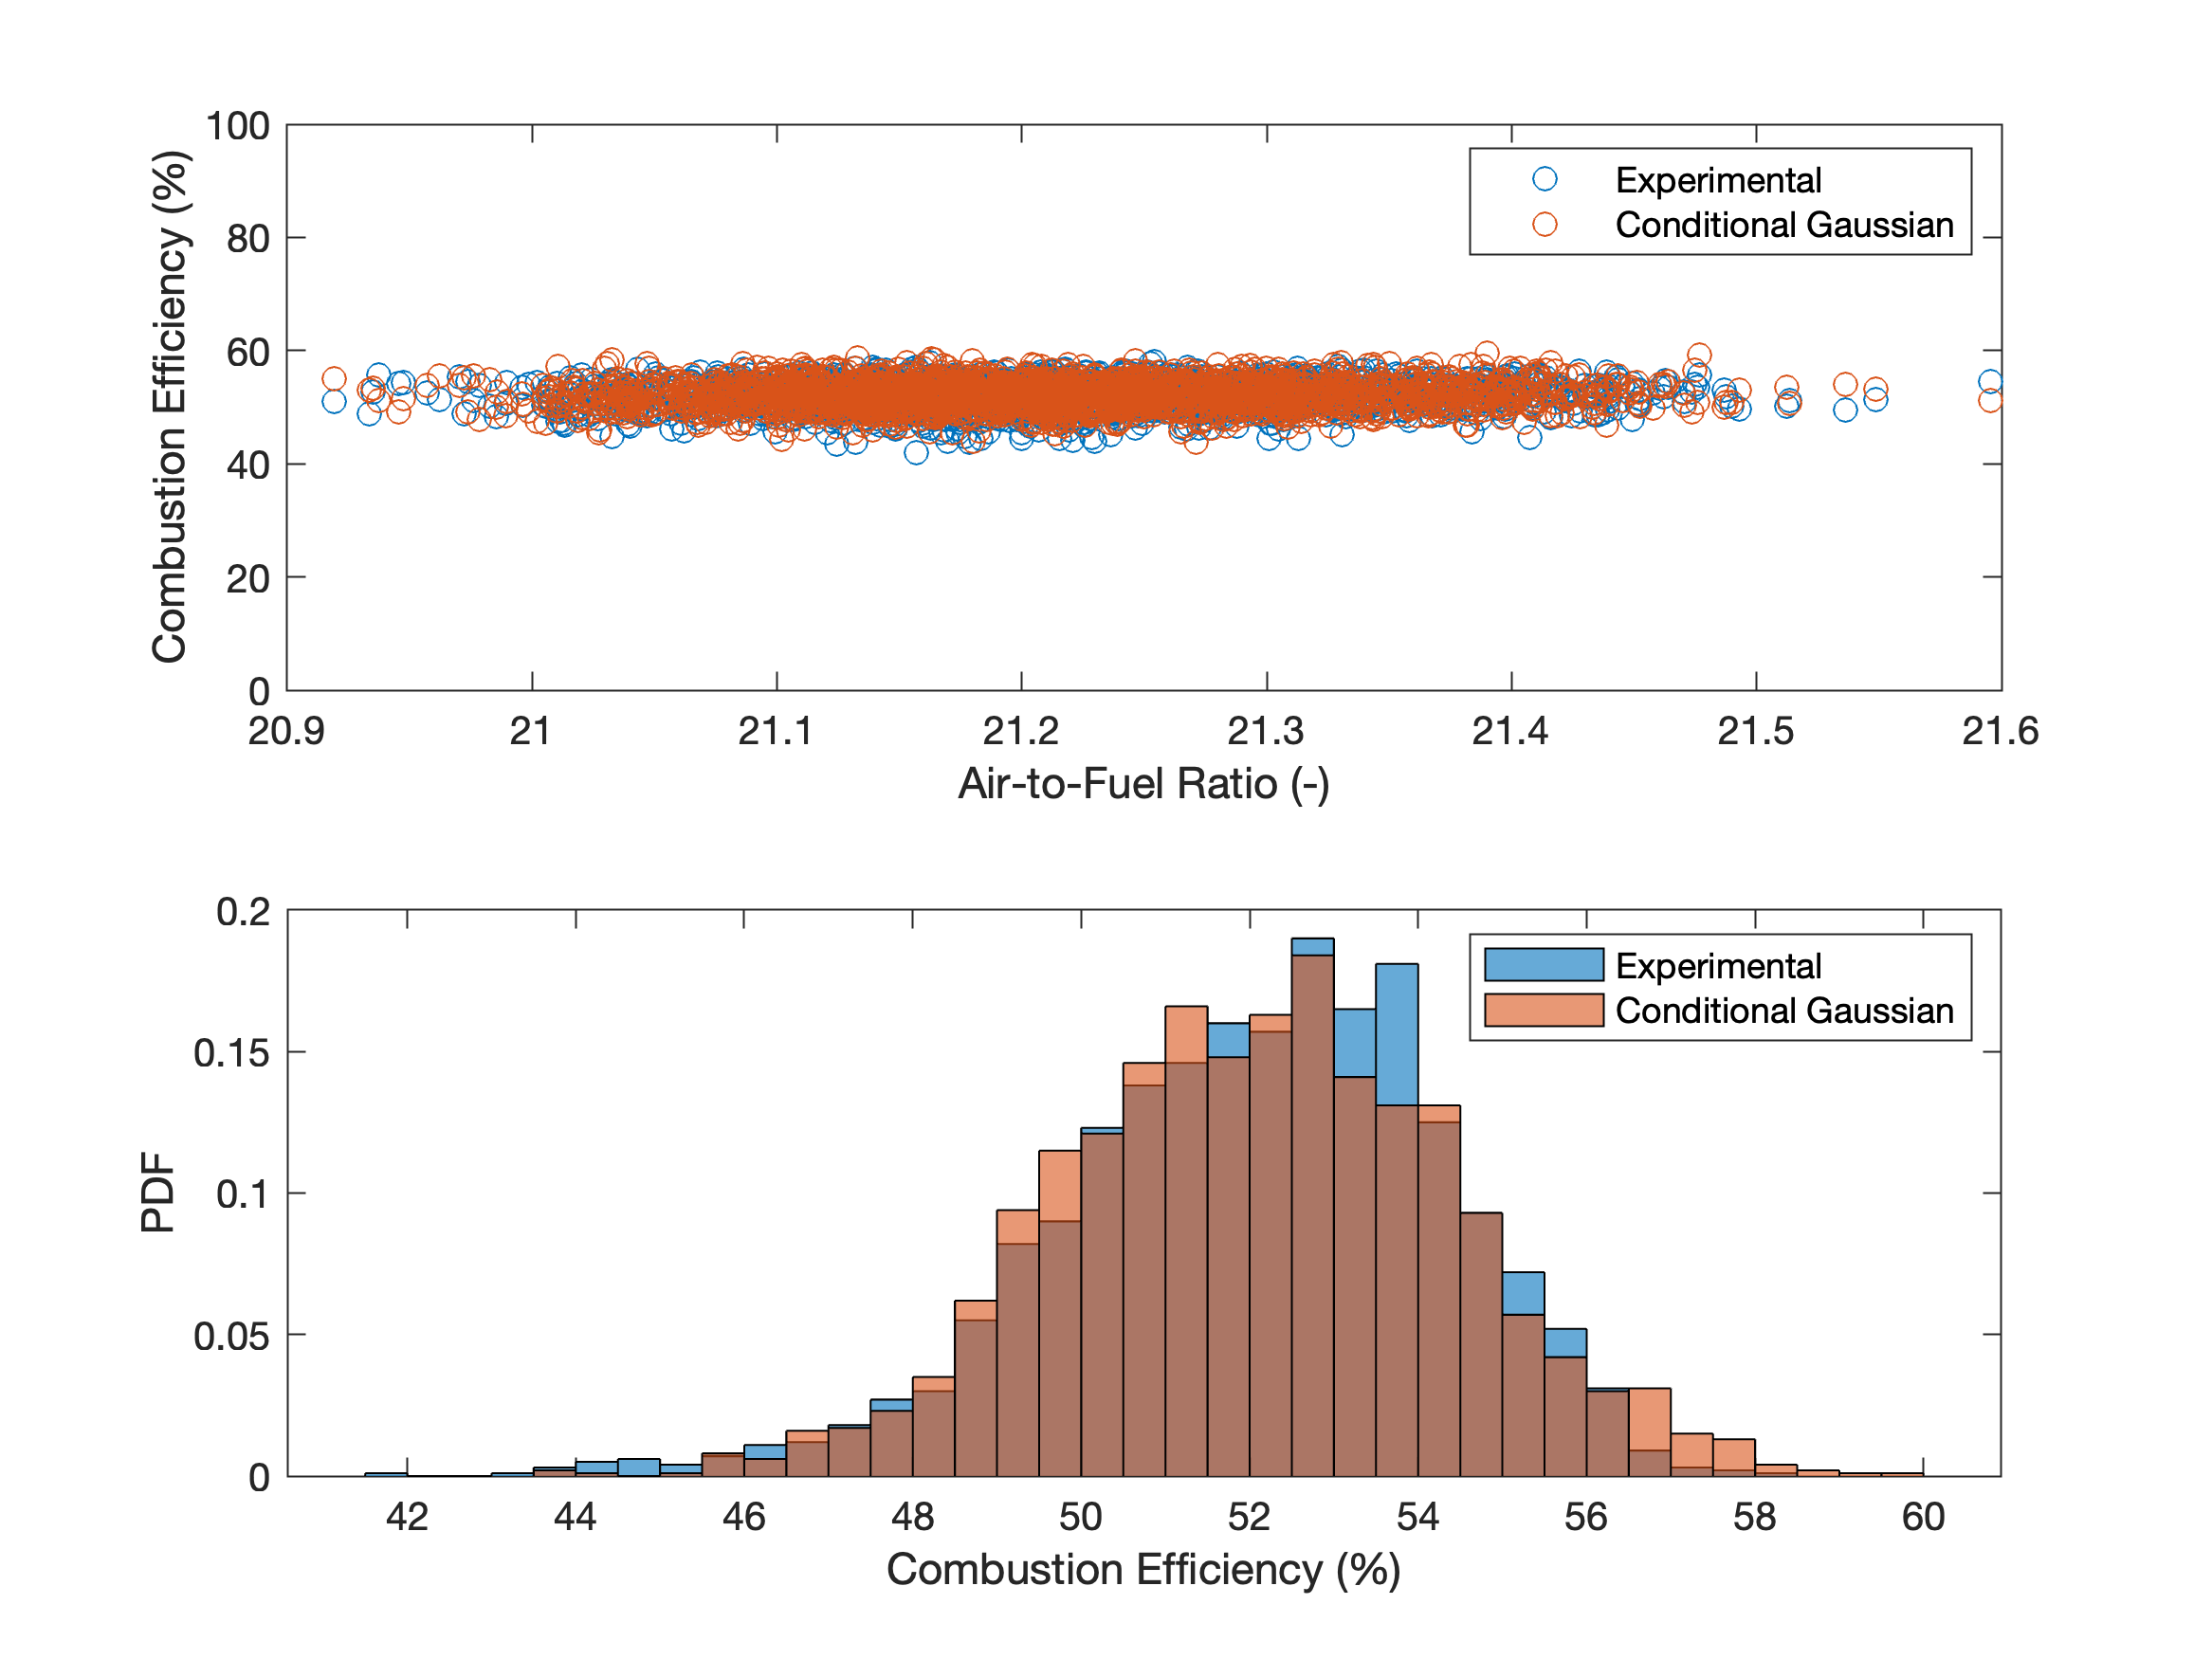 100
80
60
40
20
0
Combustion Efficiency (%)
20.9 21 21.1 21.2 21.3 21.4 21.5 21.6
Air-to-Fuel Ratio (-)
Experimental
Conditional Gaussian
0.2
0.15
0.1
0.05
0
PDF
42 44 46 48 50 52 54 56 58 60
Combustion Efficiency (%)
Experimental
Conditional Gaussian